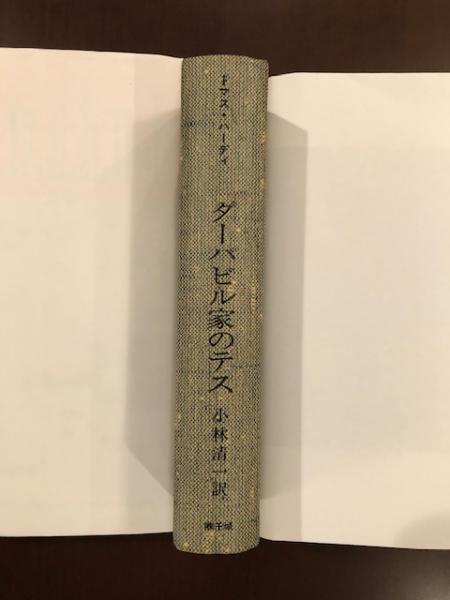 トマス・ハーディ
ダーバビル家のテス
小林清一訳